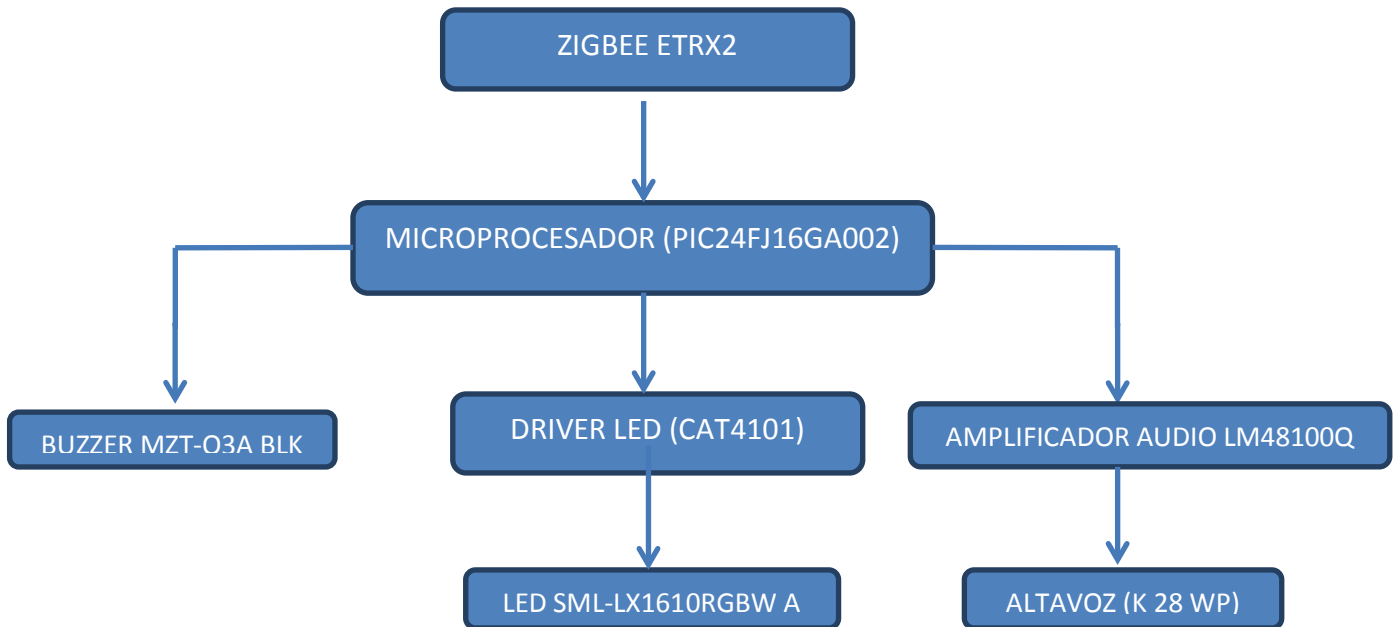 ZIGBEE ETRX2
MICROPROCESADOR (PIC24FJ16GA002)
BUZZER MZT-O3A BLK
DRIVER LED (CAT4101)
AMPLIFICADOR AUDIO LM48100Q
LED SML-LX1610RGBW A
ALTAVOZ (K 28 WP)